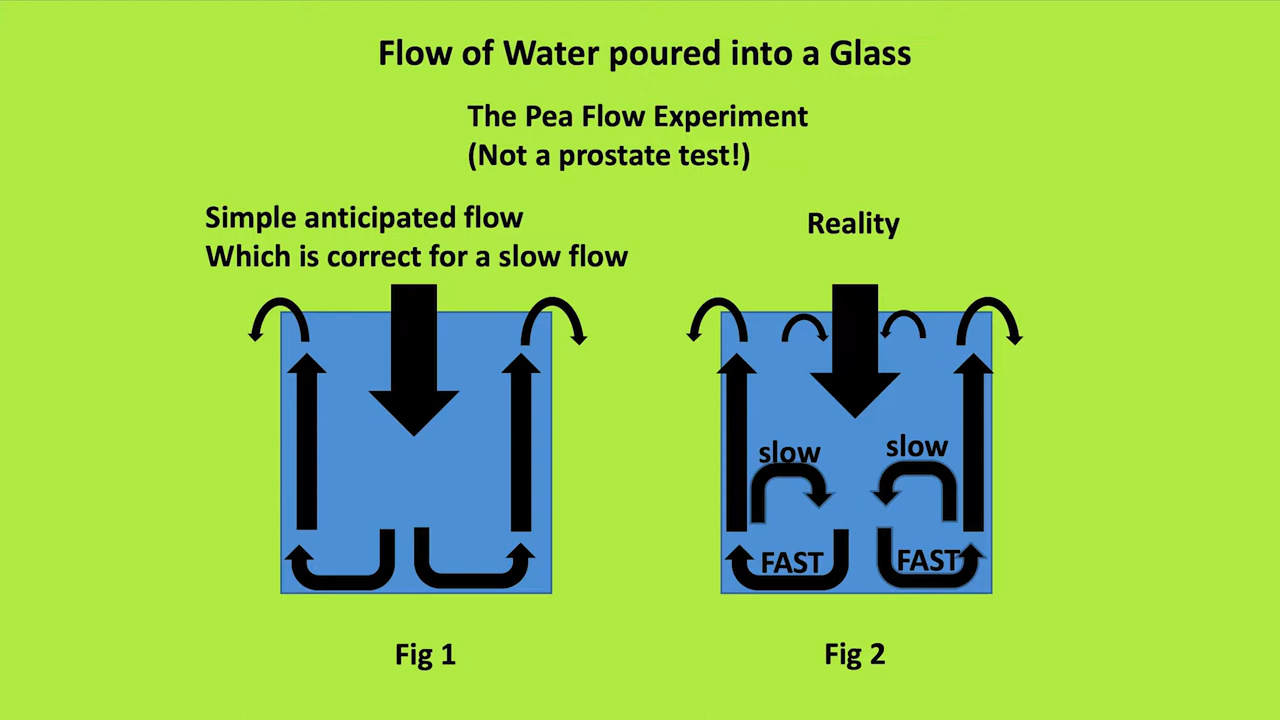 Flow of Water poured into a Glass
The Pea Flow Experiment
(Not a prostate test!)
Simple anticipated flow
Which is correct for a slow flow
Reality
slow
slow
FAST
FAST
Fig 1
Fig 2